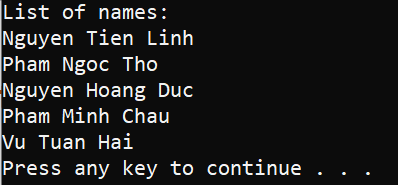 List of names:
Nguyen Tien Linh
Pham Ngoc Tho
Nguyen Hoang Duc
Pham Minh Chau
Vu Tuan Hai
Press any key to continue . . .